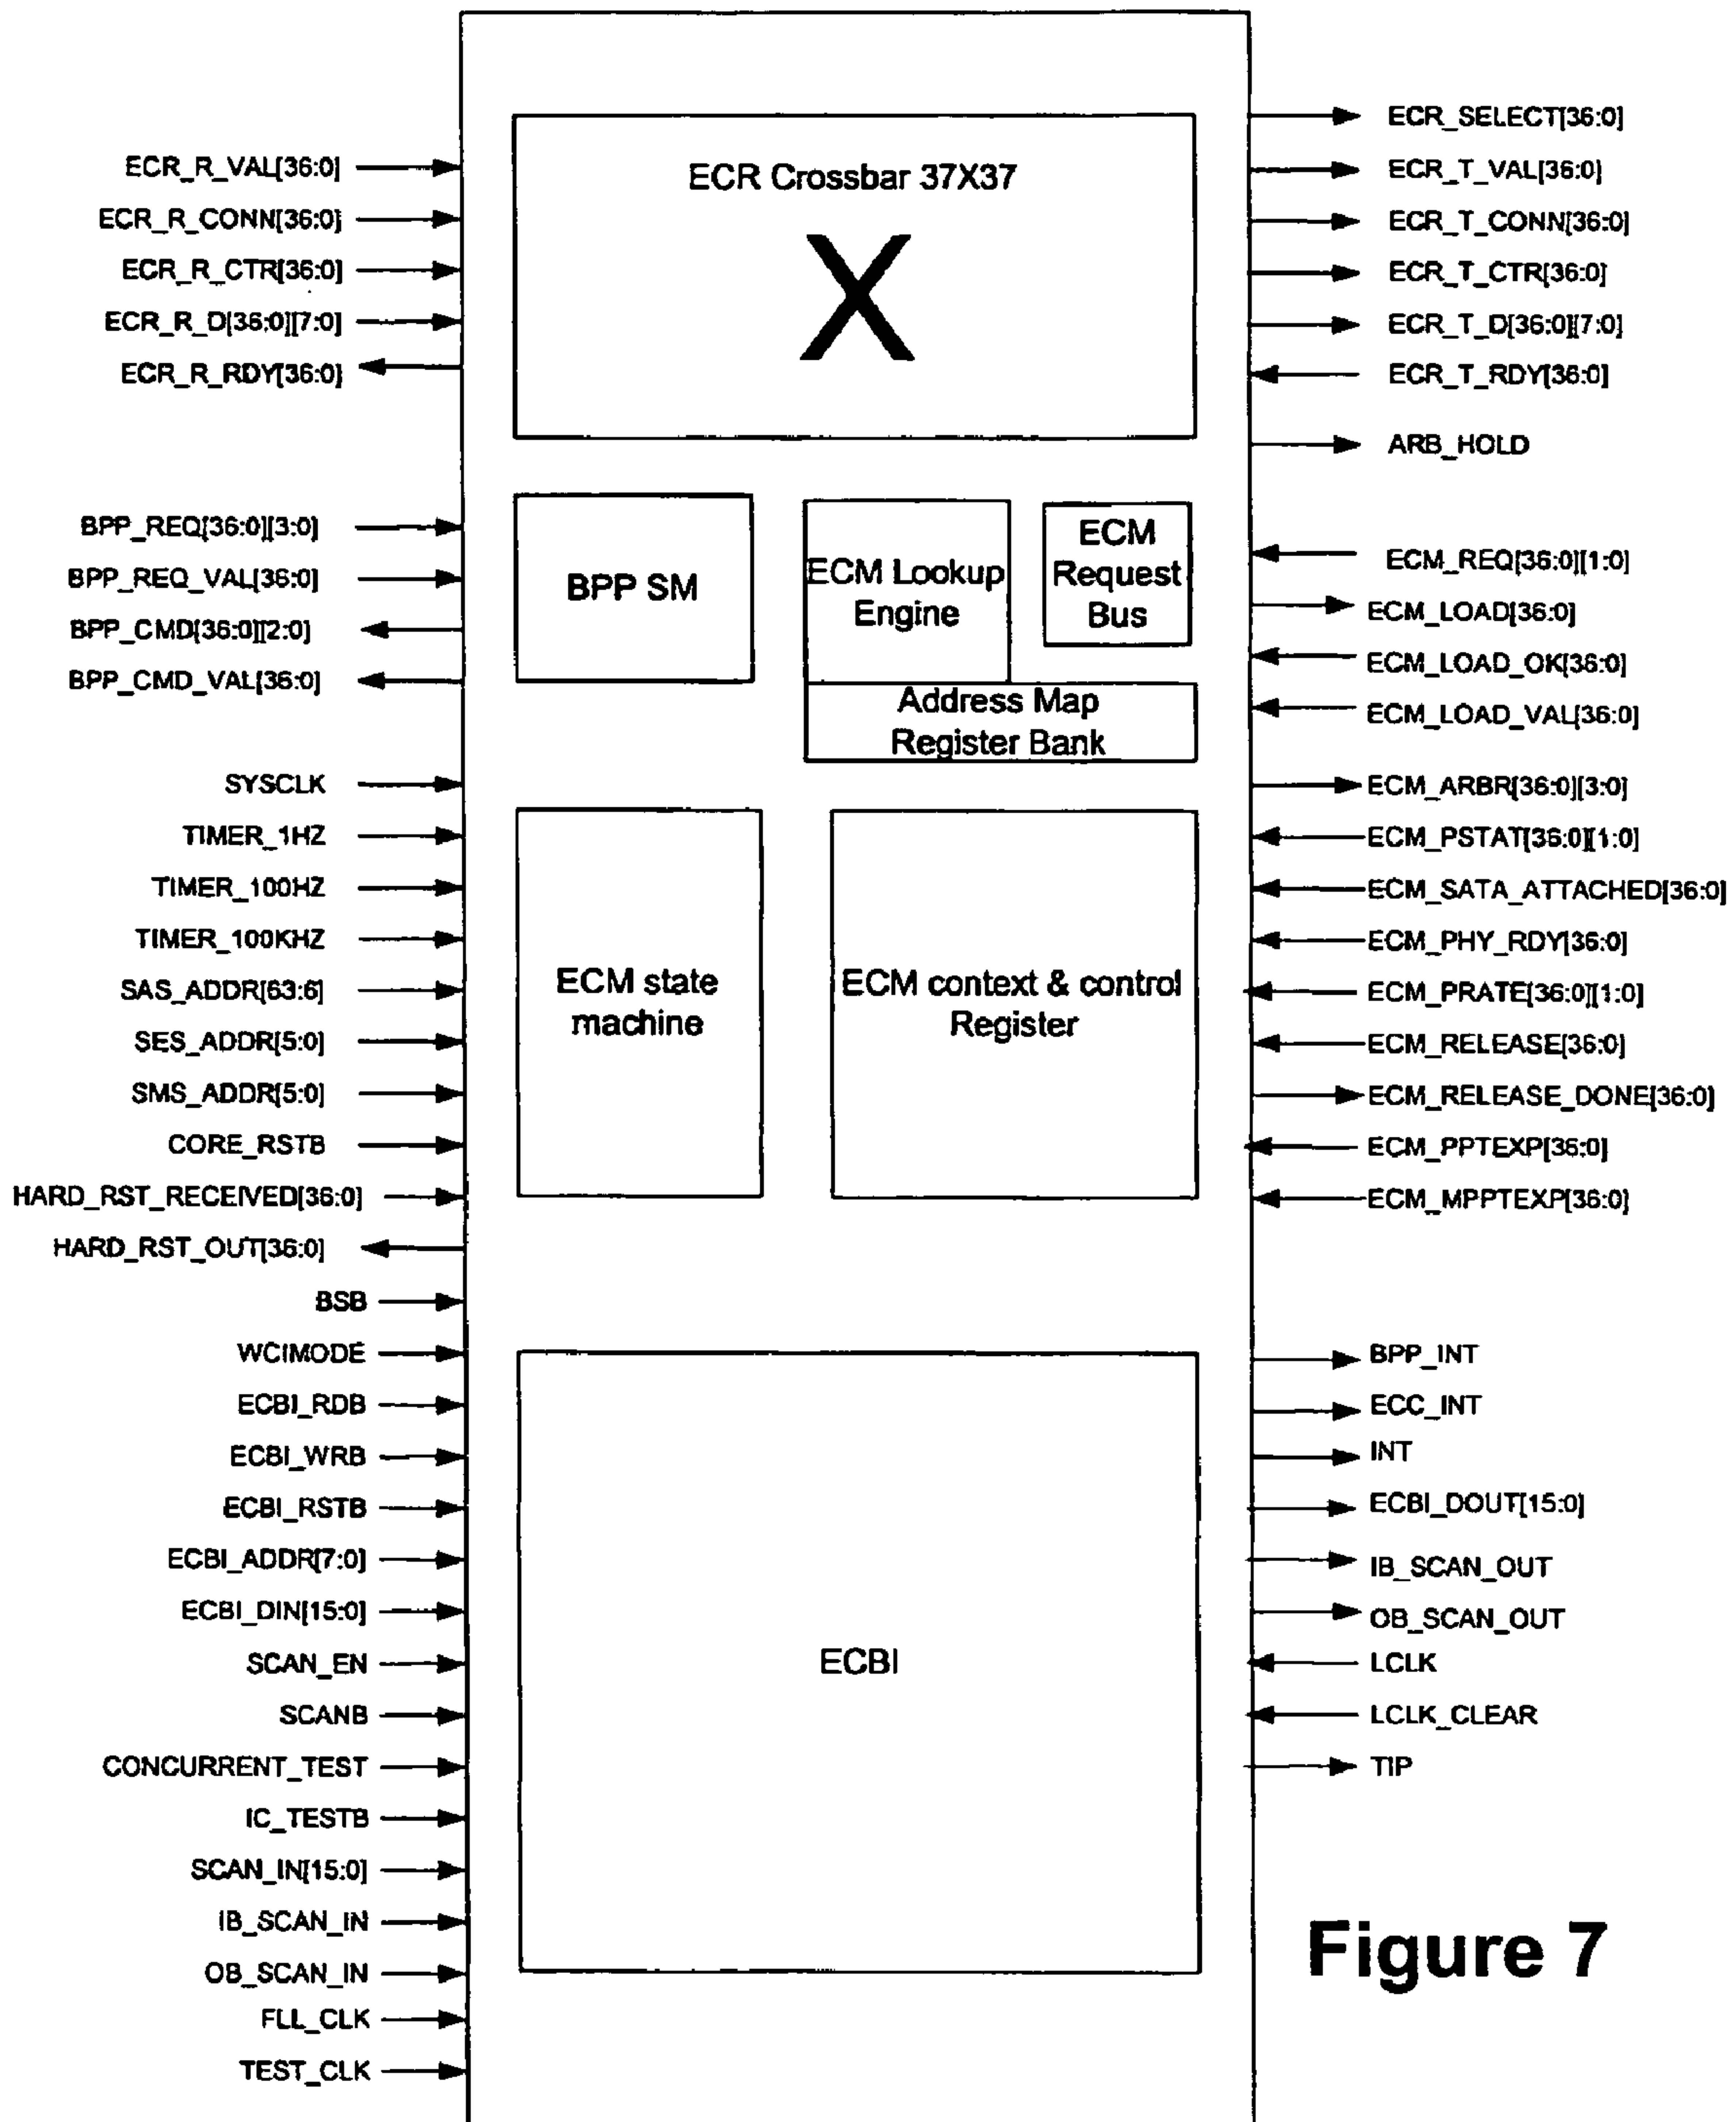 ECR_R_VAL[36:0]
ECR_R_CONN[36:0]
ECR_R_CTR[36:0]
ECR_R_D[36:0][7:0]
ECR_R_RDY[36:0]
BPP_REQ[36:0][3:0]
BPP_REQ_VAL[36:0]
BPP_CMD[36:0][2:0]
BPP_CMD_VAL[36:0]
SYSCLK
TIMER_1HZ
TIMER_100HZ
TIMER_100KHZ
SAS_ADDR[63:6]
SES_ADDR[5:0]
SMS_ADDR[5:0]
CORE_RSTB
HARD_RST_RECEIVED[36:0]
HARD_RST_OUT[36:0]
BSB
WCIMODE
ECBI_RDB
ECBI_WRB
ECBI_RSTB
ECBI_ADDR[7:0]
ECBI_DIN[15:0]
SCAN_EN
SCANB
CONCURRENT_TEST
IC_TESTB
SCAN_IN[15:0]
IB_SCAN_IN
OB_SCAN_IN
FLL_CLK
TEST_CLK
ECR Crossbar 37X37
X
BPP SM
ECM Lookup
Engine
ECM
Request
Bus
Address Map
Register Bank
ECM state
machine
ECM context & control
Register
ECBI
ECR_SELECT[36:0]
ECR_T_VAL[36:0]
ECR_T_CONN[36:0]
ECR_T_CTR[36:0]
ECR_T_D[36:0][7:0]
ECR_T_RDY[36:0]
ARB_HOLD
ECM_REQ[36:0][1:0]
ECM_LOAD[36:0]
ECM_LOAD_OK[36:0]
ECM_LOAD_VAL[36:0]
ECM_ARBR[36:0][3:0]
ECM_PSTAT[36:0][1:0]
ECM_SATA_ATTACHED[36:0]
ECM_PHY_RDY[36:0]
ECM_PRATE[36:0][1:0]
ECM_RELEASE[36:0]
ECM_RELEASE_DONE[36:0]
ECM_PPTEXP[36:0]
ECM_MPPTEXP[36:0]
BPP_INT
ECC_INT
INT
ECBI_DOUT[15:0]
IB_SCAN_OUT
OB_SCAN_OUT
LCLK
LCLK_CLEAR
TIP
Figure 7